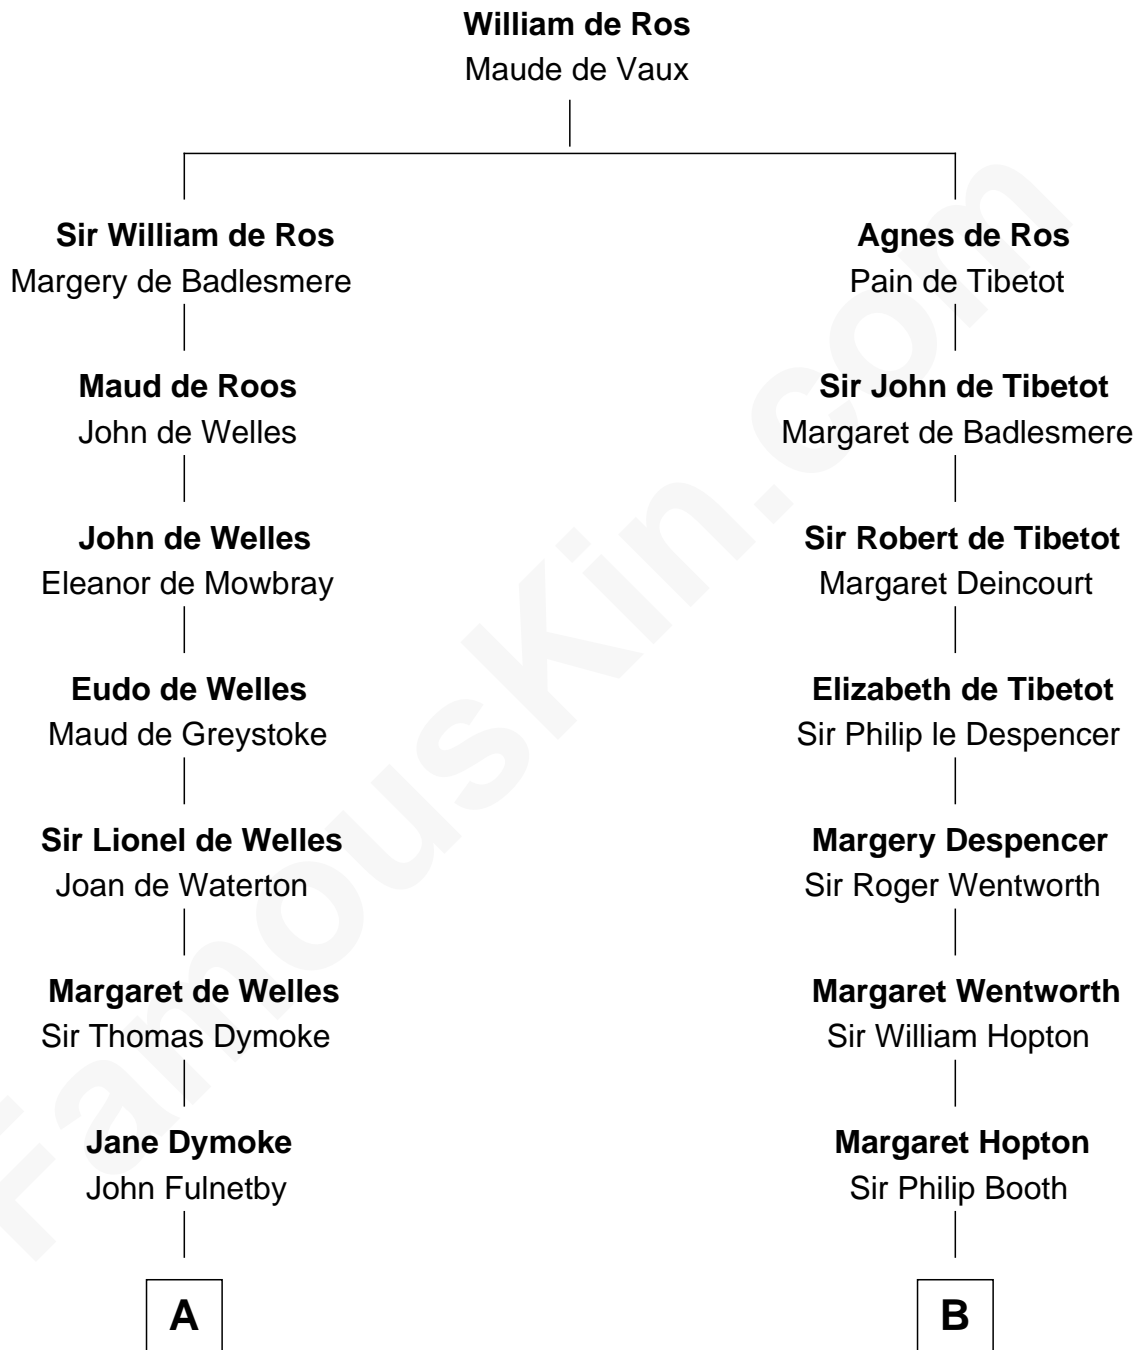 William de Ros
Maude de Vaux
Sir William de Ros
Margery de Badlesmere
Agnes de Ros
Pain de Tibetot
Maud de Roos
John de Welles
Sir John de Tibetot
Margaret de Badlesmere
John de Welles
Eleanor de Mowbray
Sir Robert de Tibetot
Margaret Deincourt
Eudo de Welles
Maud de Greystoke
Elizabeth de Tibetot
Sir Philip le Despencer
Sir Lionel de Welles
Joan de Waterton
Margery Despencer
Sir Roger Wentworth
Margaret de Welles
Sir Thomas Dymoke
Margaret Wentworth
Sir William Hopton
Jane Dymoke
John Fulnetby
Margaret Hopton
Sir Philip Booth
A
B
FamousKin.com